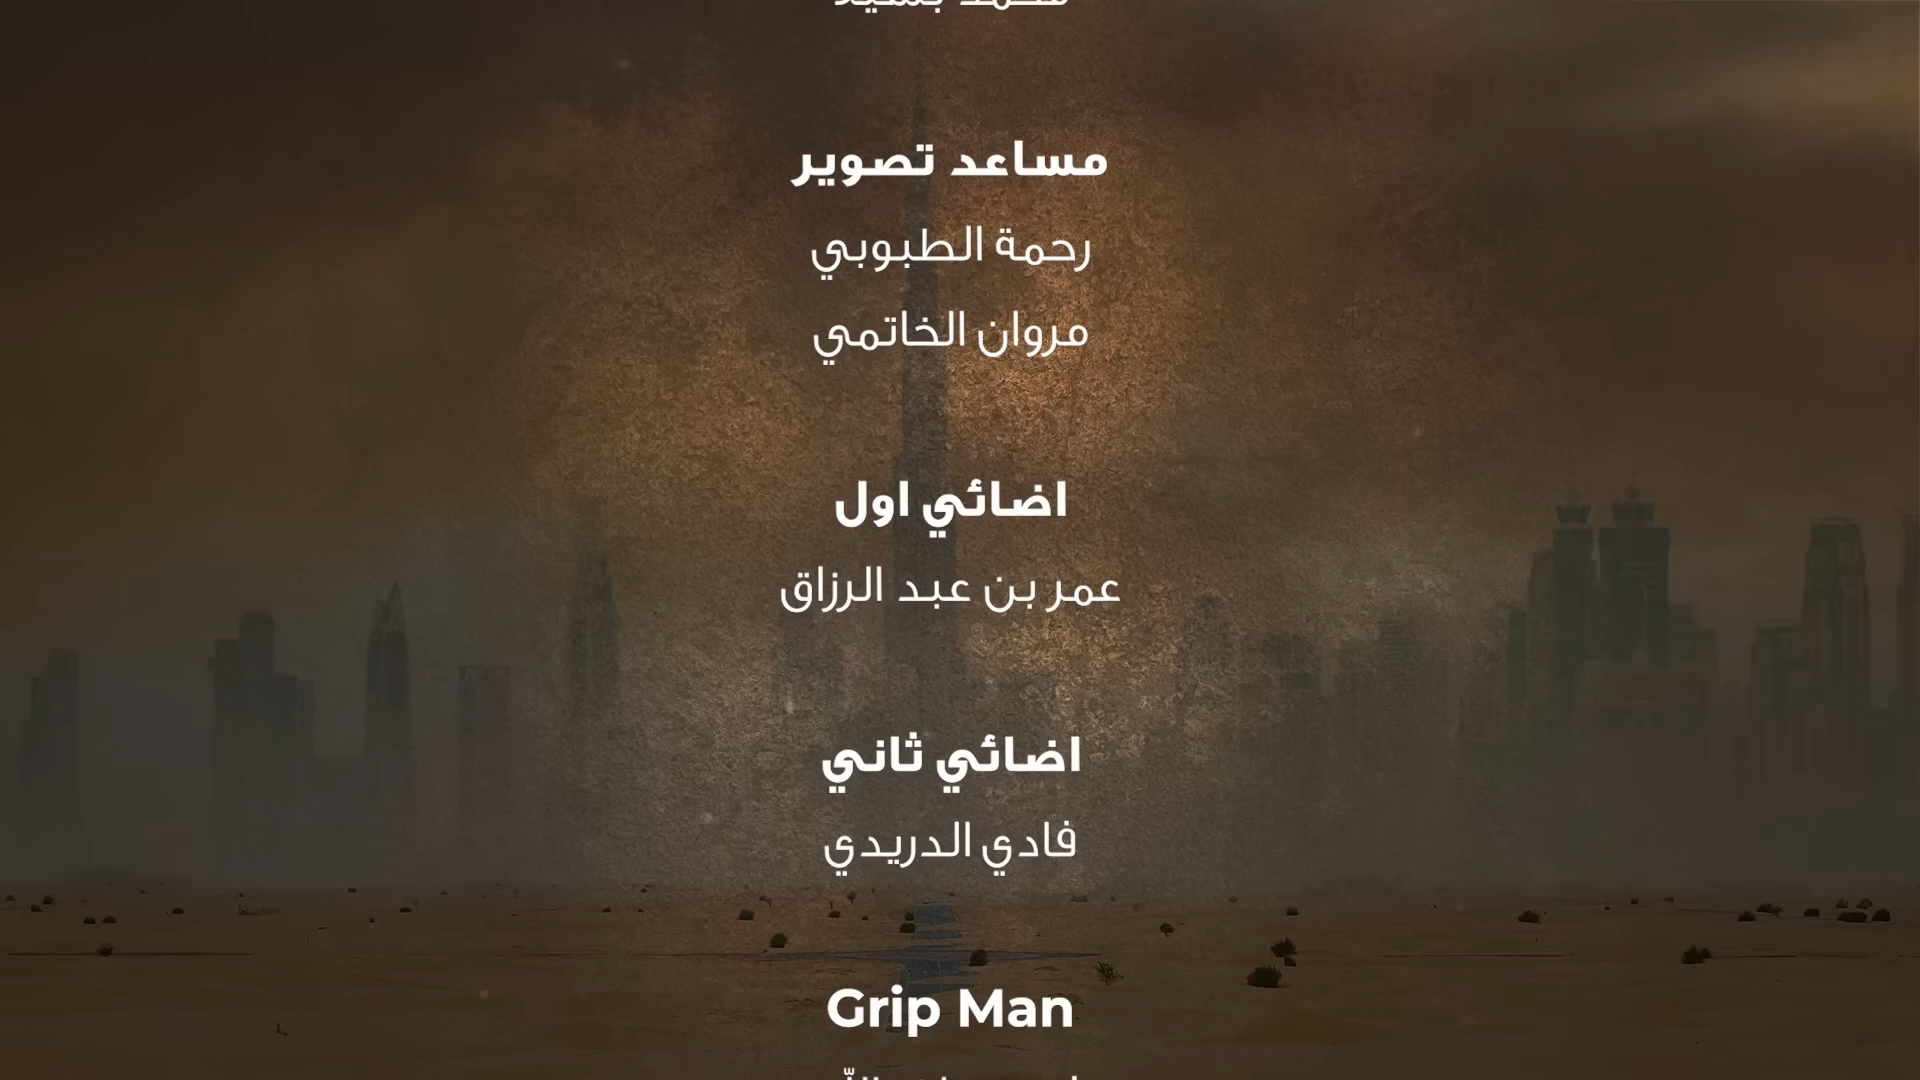 مساعد تصوير
رحمة الطبوبي
مروان الخاتمي
اضائي اول
عمر بن عبد الرزاق
اضائي ثاني
فادي الدريدي
Grip Man